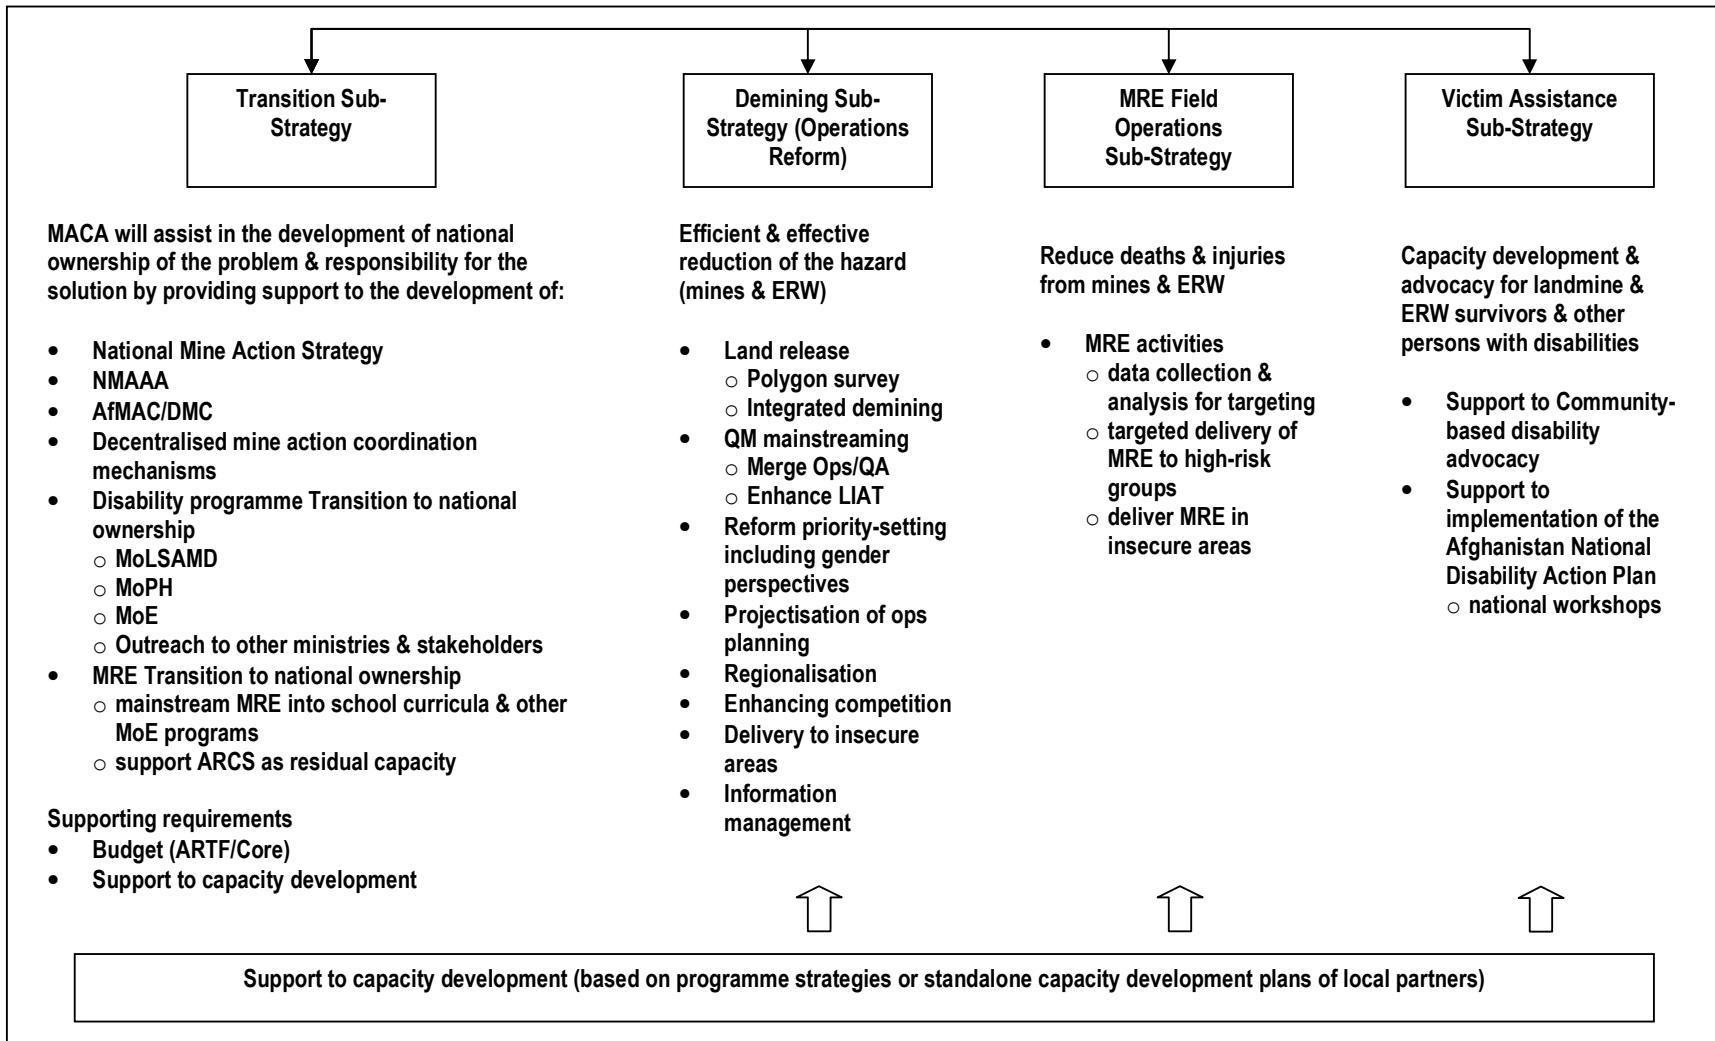 Transition Sub-
Strategy
Demining Sub-
Strategy (Operations
Reform)
MRE Field
Operations
Sub-Strategy
Victim Assistance
Sub-Strategy
MACA will assist in the development of national
ownership of the problem & responsibility for the
solution by providing support to the development of:
• National Mine Action Strategy
• NMAAA
• AfMAC/DMC
• Decentralised mine action coordination
mechanisms
• Disability programme Transition to national
ownership
o MoLSAMD
o MoPH
o MoE
o Outreach to other ministries & stakeholders
• MRE Transition to national ownership
o mainstream MRE into school curricula & other
MoE programs
o support ARCS as residual capacity
Supporting requirements
• Budget (ARTF/Core)
• Support to capacity development
Efficient & effective
reduction of the hazard
(mines & ERW)
• Land release
o Polygon survey
o Integrated demining
• QM mainstreaming
o Merge Ops/QA
o Enhance LIAT
• Reform priority-setting
including gender
perspectives
• Projectisation of ops
planning
• Regionalisation
• Enhancing competition
• Delivery to insecure
areas
• Information
management
Reduce deaths & injuries
from mines & ERW
• MRE activities
o data collection &
analysis for targeting
o targeted delivery of
MRE to high-risk
groups
o deliver MRE in
insecure areas
Capacity development &
advocacy for landmine &
ERW survivors & other
persons with disabilities
• Support to Community-
based disability
advocacy
• Support to
implementation of the
Afghanistan National
Disability Action Plan
o national workshops
Support to capacity development (based on programme strategies or standalone capacity development plans of local partners)